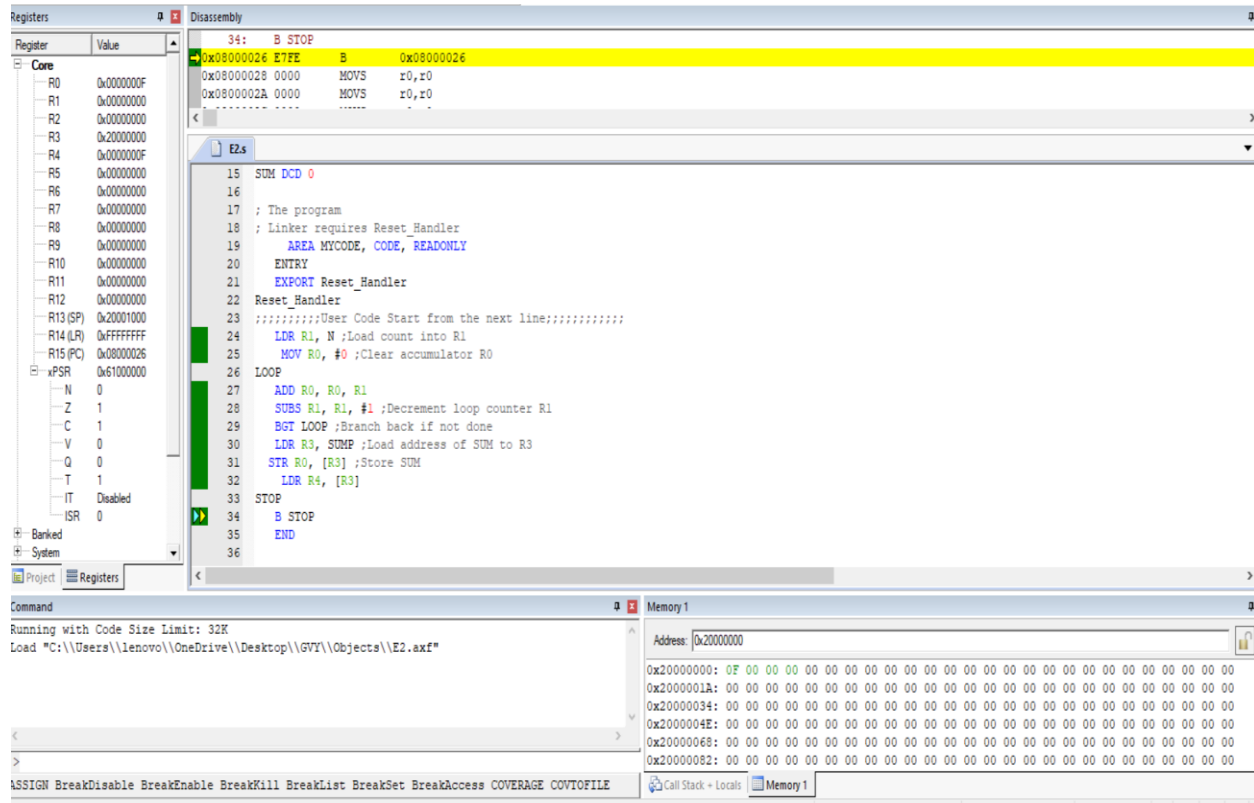 Registers
Register Value
Core
R0 0x0000000F
R1 0x00000000
R2 0x00000000
R3 0x20000000
R4 0x0000000F
R5 0x00000000
R6 0x00000000
R7 0x00000000
R8 0x00000000
R9 0x00000000
R10 0x00000000
R11 0x00000000
R12 0x00000000
R13 (SP) 0x20001000
R14 (LR) 0xFFFFFFFF
R15 (PC) 0x08000026
xPSR 0x61000000
N 0
Z 1
C 1
V 0
Q 0
T 1
IT Disabled
ISR 0
Banked
System
Project Registers
Disassembly
34: B STOP
0x08000026 E7FE B 0x08000026
0x08000028 0000 MOVS r0,r0
0x0800002A 0000 MOVS r0,r0
E2.s
15 SUM DCD 0
16
17 ; The program
18 ; Linker requires Reset_Handler
19 AREA MYCODE, CODE, READONLY
20 ENTRY
21 EXPORT Reset_Handler
22 Reset_Handler
23 ;;;;;;;;;;User Code Start from the next line;;;;;;;;;;;;
24 LDR R1, N ;Load count into R1
25 MOV R0, #0 ;Clear accumulator R0
26 LOOP
27 ADD R0, R0, R1
28 SUBS R1, R1, #1 ;Decrement loop counter R1
29 BGT LOOP ;Branch back if not done
30 LDR R3, SUMP ;Load address of SUM to R3
31 STR R0, [R3] ;Store SUM
32 LDR R4, [R3]
33 STOP
34 B STOP
35 END
36
Command
Running with Code Size Limit: 32K
Load "C:\\Users\\lenovo\\OneDrive\\Desktop\\GVY\\Objects\\E2.axf"
>
ASSIGN BreakDisable BreakEnable BreakKill BreakList BreakSet BreakAccess COVERAGE COVTOFILE
Memory 1
Address: 0x20000000
0x20000000: 0F 00 00 00 00 00 00 00 00 00 00 00 00 00 00 00 00 00 00 00 00 00 00 00 00 00
0x2000001A: 00 00 00 00 00 00 00 00 00 00 00 00 00 00 00 00 00 00 00 00 00 00 00 00 00 00
0x20000034: 00 00 00 00 00 00 00 00 00 00 00 00 00 00 00 00 00 00 00 00 00 00 00 00 00 00
0x2000004E: 00 00 00 00 00 00 00 00 00 00 00 00 00 00 00 00 00 00 00 00 00 00 00 00 00 00
0x20000068: 00 00 00 00 00 00 00 00 00 00 00 00 00 00 00 00 00 00 00 00 00 00 00 00 00 00
0x20000082: 00 00 00 00 00 00 00 00 00 00 00 00 00 00 00 00 00 00 00 00 00 00 00 00 00 00
Call Stack + Locals Memory 1